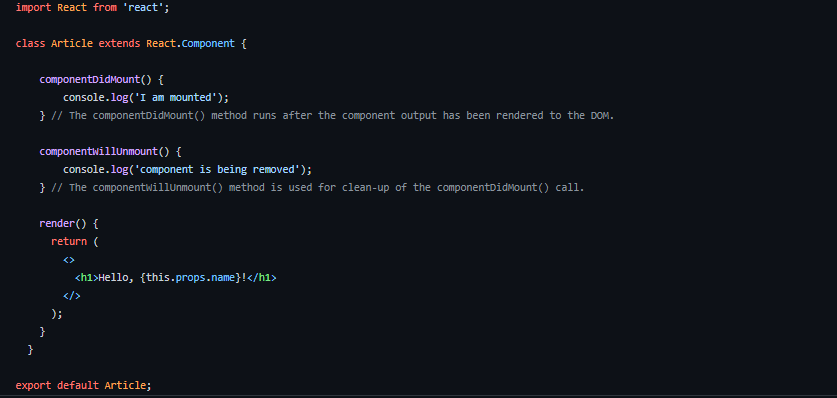 import React from 'react';
class Article extends React.Component {
componentDidMount() {
console.log('I am mounted');
} // The componentDidMount() method runs after the component output has been rendered to the DOM.
componentWillUnmount() {
console.log('component is being removed');
} // The componentWillUnmount() method is used for clean-up of the componentDidMount() call.
render() {
return (
<>
<h1>Hello, {this.props.name}!</h1>
</>
);
}
}
export default Article;